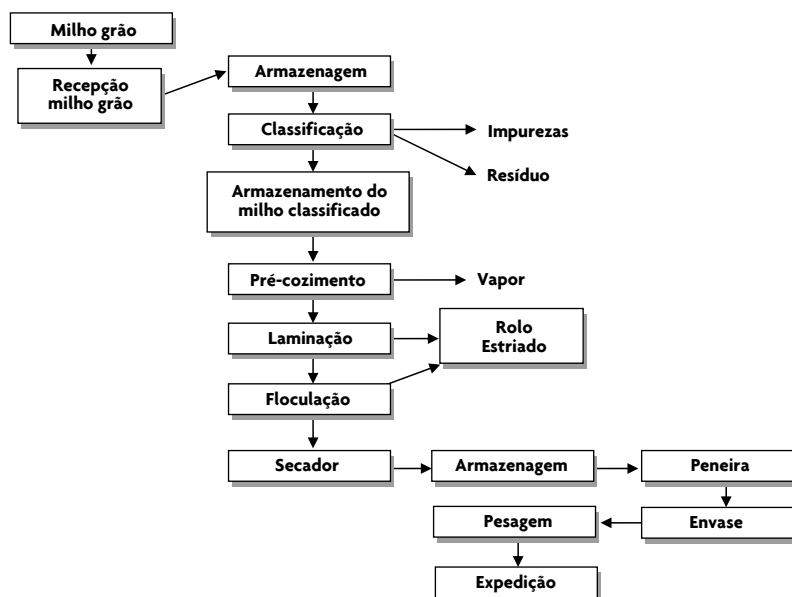 Milho grão
Recepção
milho grão
Armazenagem
Classificação
Impurezas
Resíduo
Armazenamento do
milho classificado
Pré-cozimento
Vapor
Laminação
Rolo
Estriado
Floculação
Secador
Armazenagem
Peneira
Pesagem
Envase
Expedição